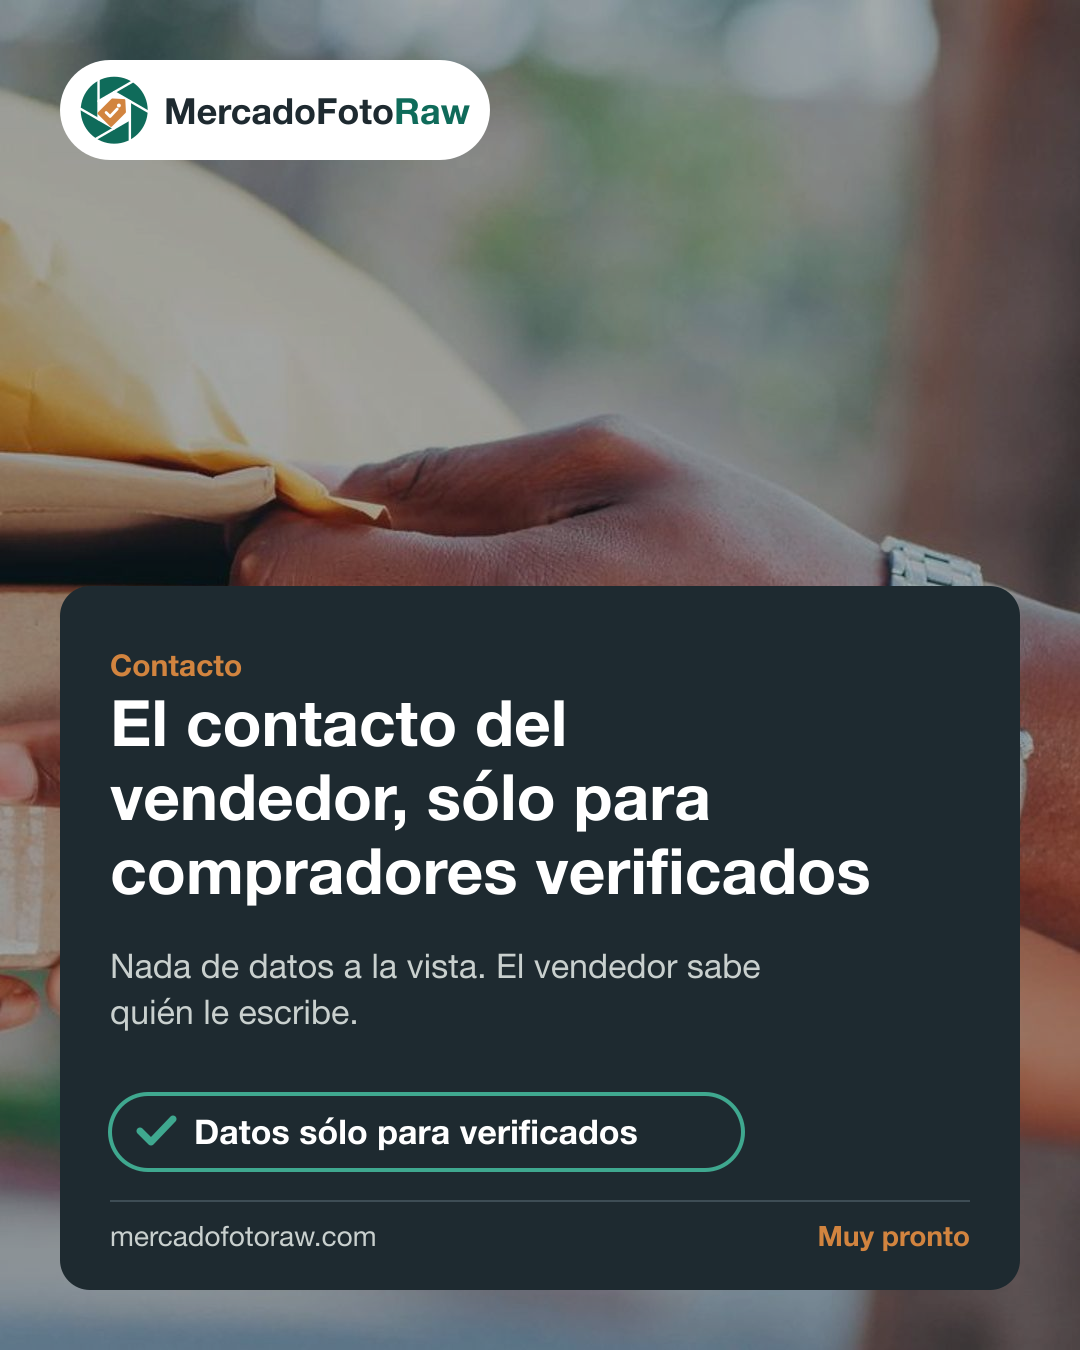 MercadoFotoRaw
Contacto
El contacto del
vendedor, sólo para
compradores verificados
Nada de datos a la vista. El vendedor sabe
quién le escribe.
Datos sólo para verificados
mercadofotoraw.com
Muy pronto